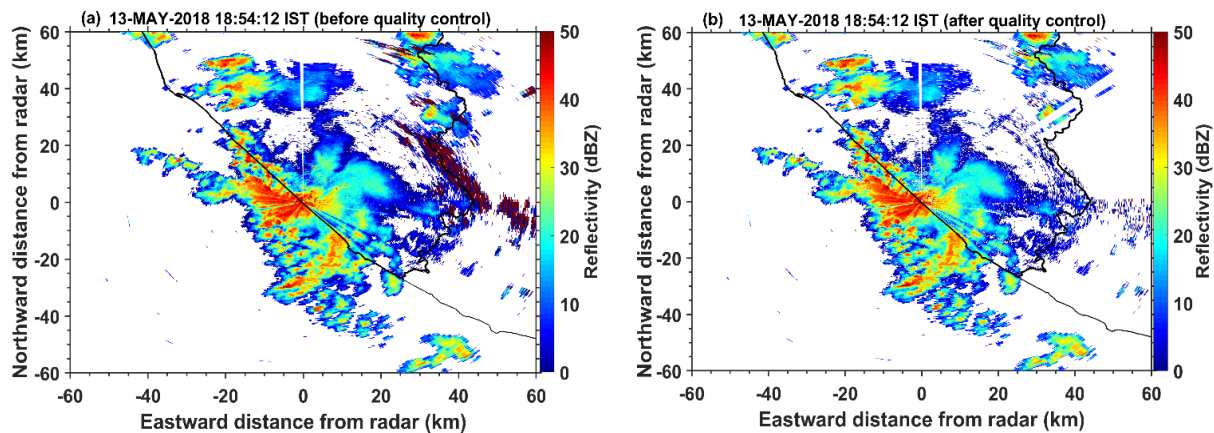 (a) 13-MAY-2018 18:54:12 IST (before quality control)
60
40
20
0
-20
-40
-60
Northward distance from radar (km)
-60 -40 -20 0 20 40 60
Eastward distance from radar (km)
50
40
30
20
10
0
Reflectivity (dBZ)
(b) 13-MAY-2018 18:54:12 IST (after quality control)
60
40
20
0
-20
-40
-60
Northward distance from radar (km)
-60 -40 -20 0 20 40 60
Eastward distance from radar (km)
50
40
30
20
10
0
Reflectivity (dBZ)